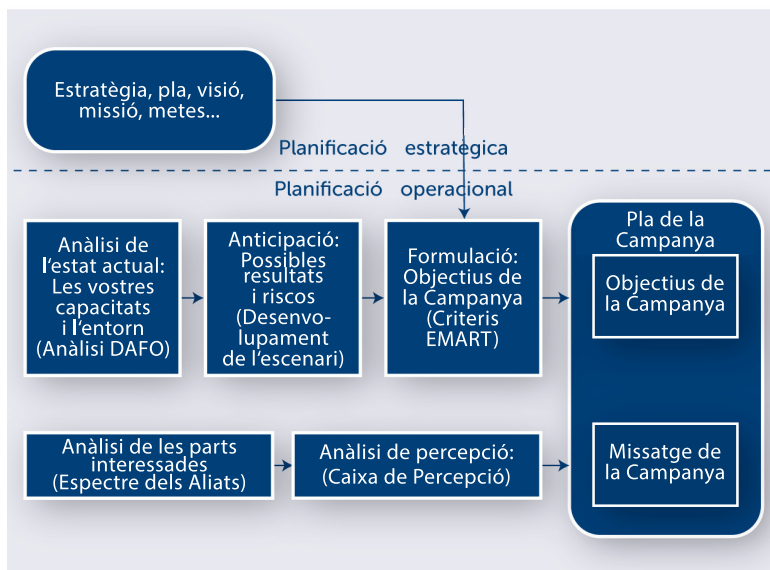 Estratègia, pla, visió,
missió, metes...
Planificació estratègica
Planificació operacional
Anàlisi de
l'estat actual:
Les vostres
capacitats
i l'entorn
(Anàlisi DAFO)
Anticipació:
Possibles
resultats
i riscos
(Desenvo-
lupament
de l'escenari)
Formulació:
Objectius de
la Campanya
(Criteris
EMART)
Pla de la
Campanya
Objectius de
la Campanya
Anàlisi de les parts
interessades
(Espectre dels Aliats)
Anàlisi de percepció:
(Caixa de Percepció)
Missatge de
la Campanya